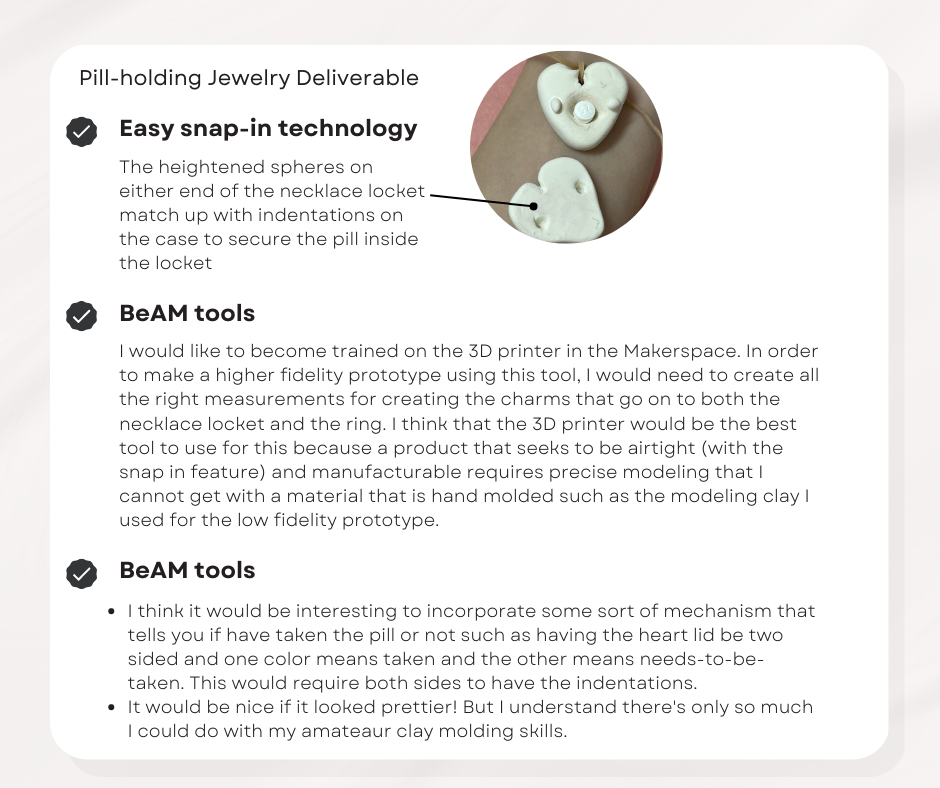 Pill-holding Jewelry Deliverable
Easy snap-in technology
The heightened spheres on
either end of the necklace locket
match up with indentations on
the case to secure the pill inside
the locket
BeAM tools
I would like to become trained on the 3D printer in the Makerspace. In order
to make a higher fidelity prototype using this tool, I would need to create all
the right measurements for creating the charms that go on to both the
necklace locket and the ring. I think that the 3D printer would be the best
tool to use for this because a product that seeks to be airtight (with the
snap in feature) and manufacturable requires precise modeling that I
cannot get with a material that is hand molded such as the modeling clay I
used for the low fidelity prototype.
BeAM tools
• I think it would be interesting to incorporate some sort of mechanism that
tells you if have taken the pill or not such as having the heart lid be two
sided and one color means taken and the other means needs-to-be-
taken. This would require both sides to have the indentations.
• It would be nice if it looked prettier! But I understand there's only so much
I could do with my amateaur clay molding skills.